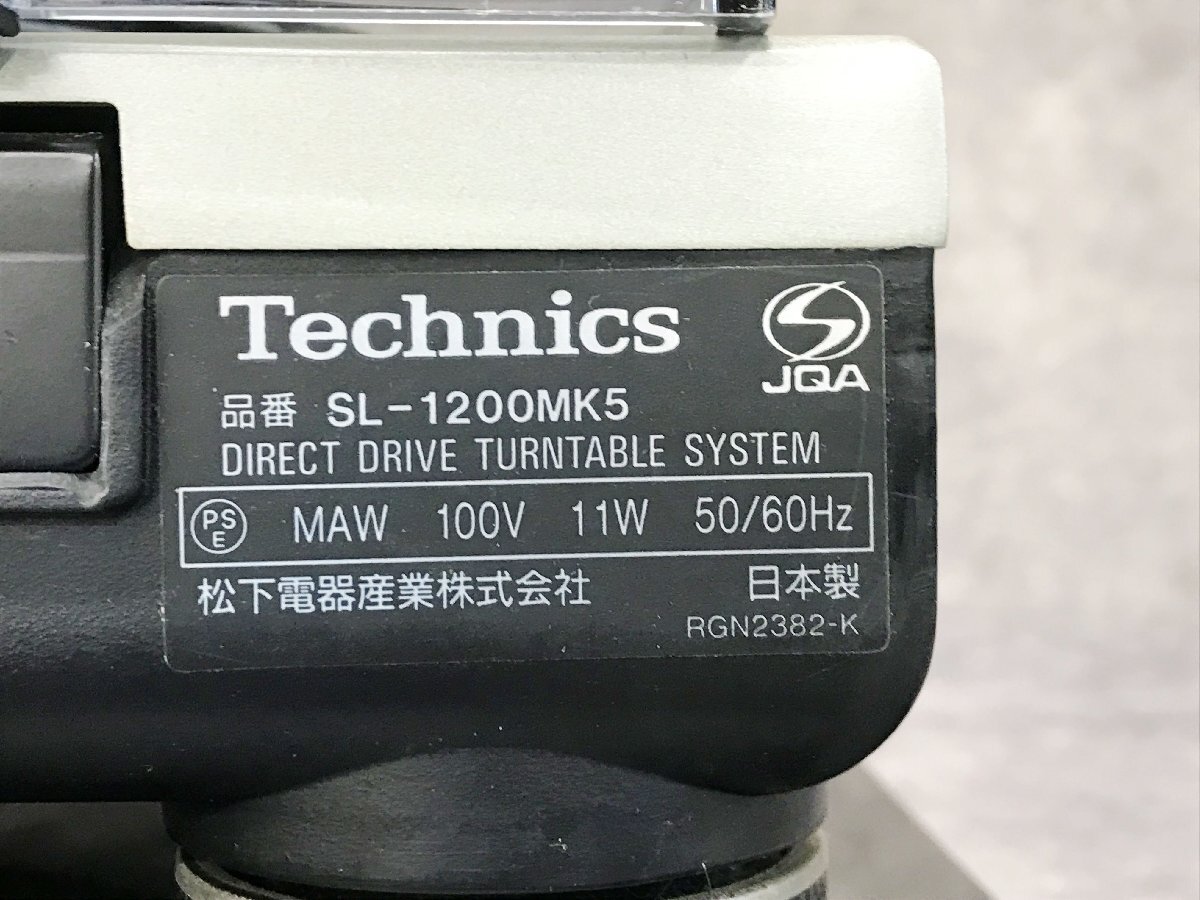 Technics
JQA
品番 SL-1200MK5
DIRECT DRIVE TURNTABLE SYSTEM
PSE MAW 100V 11W 50/60Hz
松下電器産業株式会社 日本製
RGN2382-K